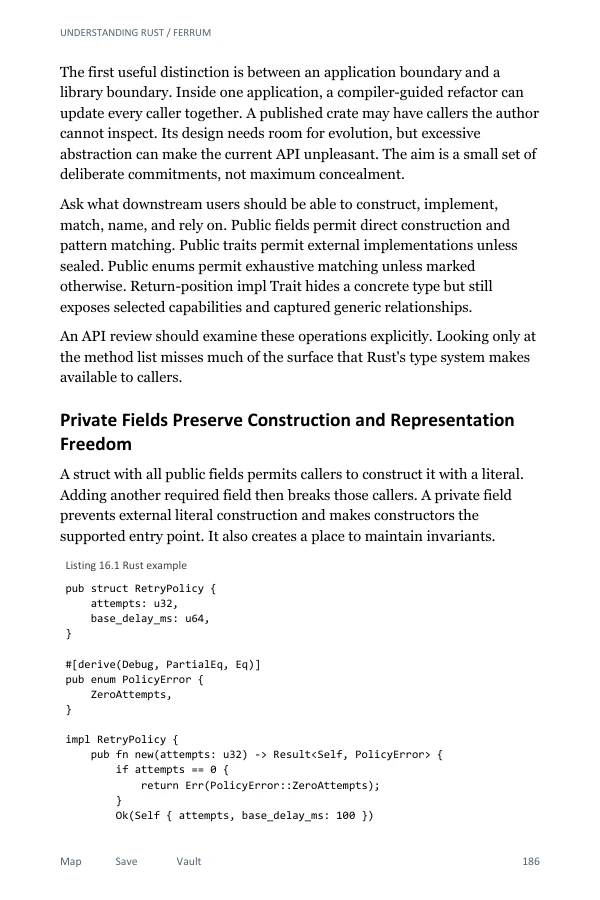 UNDERSTANDING RUST / FERRUM
The first useful distinction is between an application boundary and a
library boundary. Inside one application, a compiler-guided refactor can
update every caller together. A published crate may have callers the author
cannot inspect. Its design needs room for evolution, but excessive
abstraction can make the current API unpleasant. The aim is a small set of
deliberate commitments, not maximum concealment.
Ask what downstream users should be able to construct, implement,
match, name, and rely on. Public fields permit direct construction and
pattern matching. Public traits permit external implementations unless
sealed. Public enums permit exhaustive matching unless marked
otherwise. Return-position impl Trait hides a concrete type but still
exposes selected capabilities and captured generic relationships.
An API review should examine these operations explicitly. Looking only at
the method list misses much of the surface that Rust's type system makes
available to callers.
Private Fields Preserve Construction and Representation
Freedom
A struct with all public fields permits callers to construct it with a literal.
Adding another required field then breaks those callers. A private field
prevents external literal construction and makes constructors the
supported entry point. It also creates a place to maintain invariants.
Listing 16.1 Rust example
pub struct RetryPolicy {
    attempts: u32,
    base_delay_ms: u64,
}
#[derive(Debug, PartialEq, Eq)]
pub enum PolicyError {
    ZeroAttempts,
}
impl RetryPolicy {
    pub fn new(attempts: u32) -> Result<Self, PolicyError> {
        if attempts == 0 {
            return Err(PolicyError::ZeroAttempts);
        }
        Ok(Self { attempts, base_delay_ms: 100 })
Map Save Vault 186